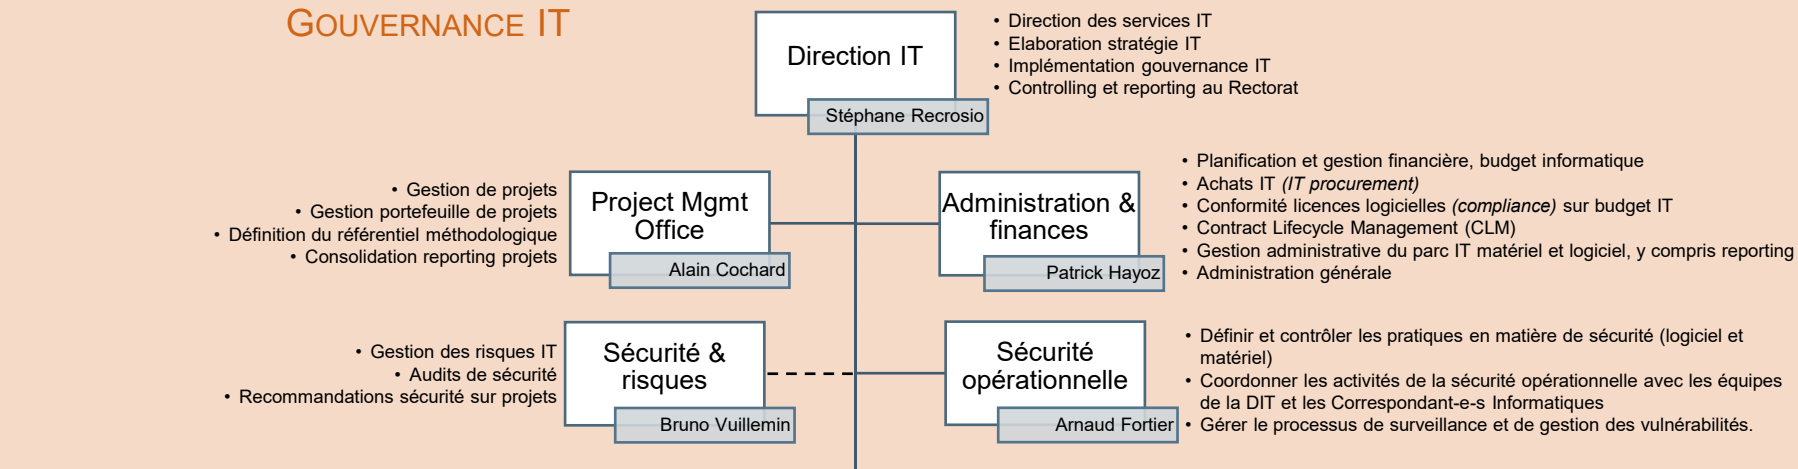 GOUVERNANCE IT
Direction IT
Stéphane Recrosio
• Direction des services IT
• Elaboration stratégie IT
• Implémentation gouvernance IT
• Controlling et reporting au Rectorat
• Gestion de projets
• Gestion portefeuille de projets
• Définition du référentiel méthodologique
• Consolidation reporting projets
Project Mgmt
Office
Alain Cochard
Administration &
finances
Patrick Hayoz
• Planification et gestion financière, budget informatique
• Achats IT (IT procurement)
• Conformité licences logicielles (compliance) sur budget IT
• Contract Lifecycle Management (CLM)
• Gestion administrative du parc IT matériel et logiciel, y compris reporting
• Administration générale
• Gestion des risques IT
• Audits de sécurité
• Recommandations sécurité sur projets
Sécurité &
risques
Bruno Vuillemin
Sécurité
opérationnelle
Arnaud Fortier
• Définir et contrôler les pratiques en matière de sécurité (logiciel et
matériel)
• Coordonner les activités de la sécurité opérationnelle avec les équipes
de la DIT et les Correspondant-e-s Informatiques
• Gérer le processus de surveillance et de gestion des vulnérabilités.